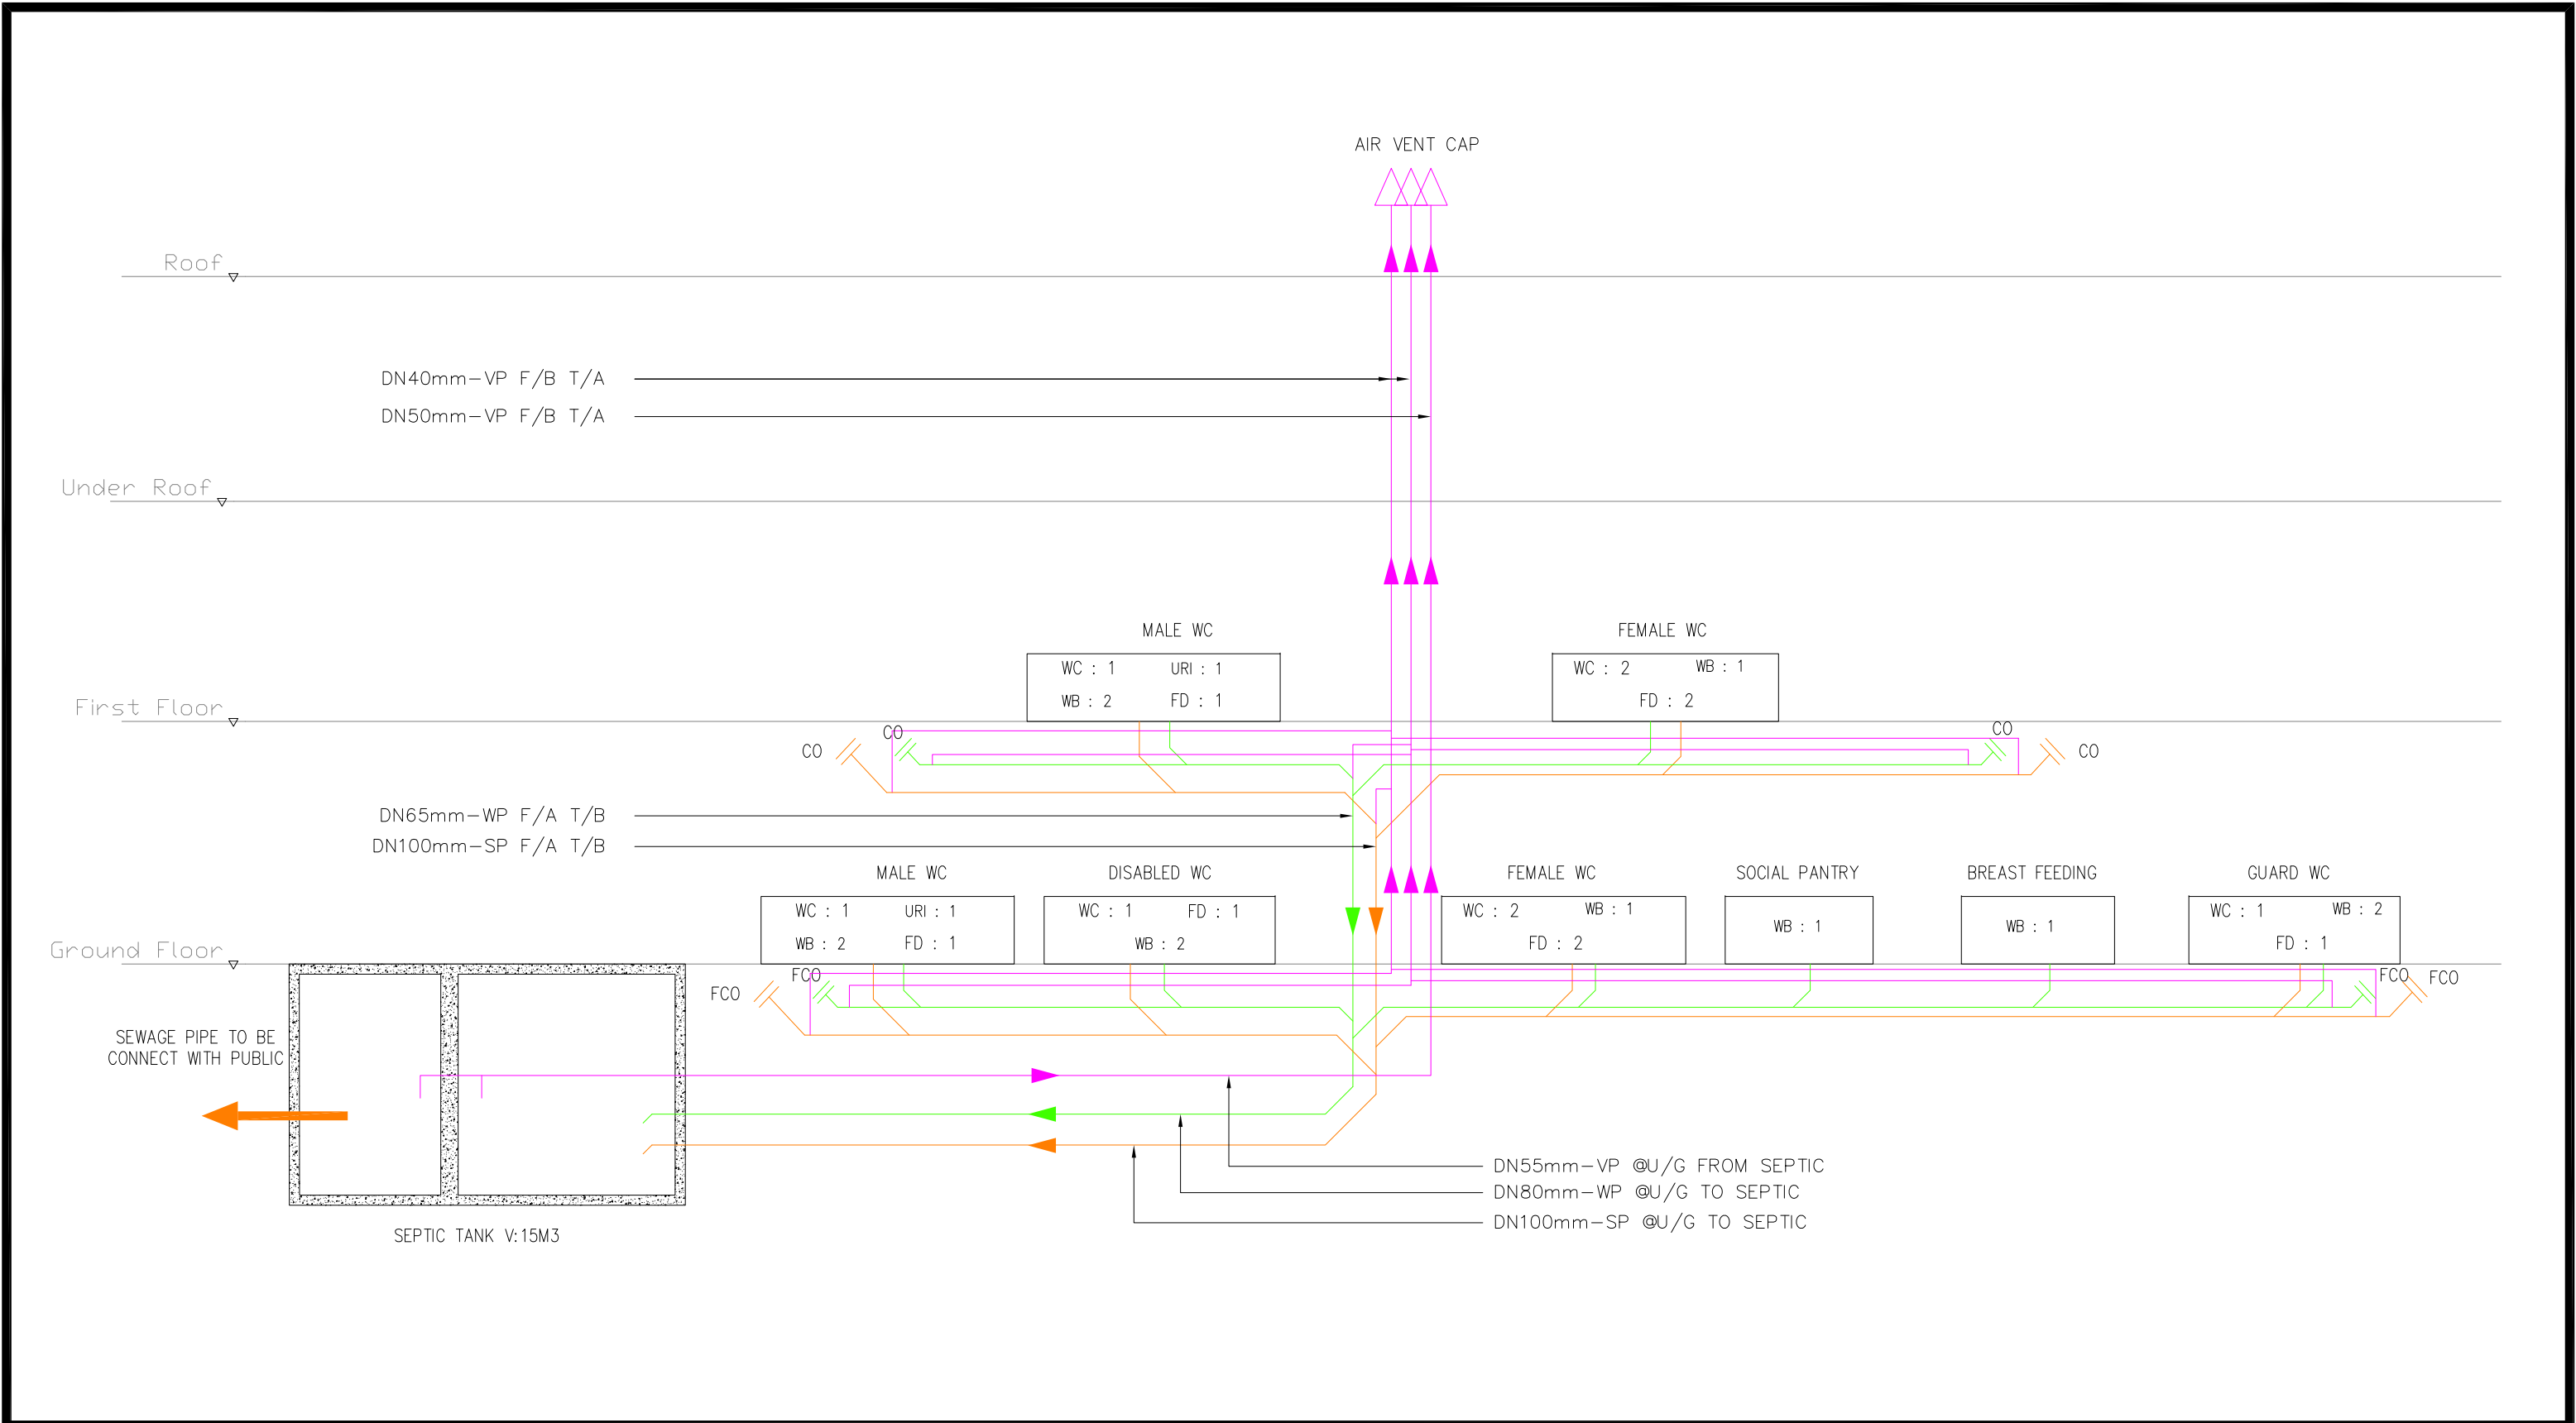 AIR VENT CAP
Roof
DN40mm-VP F/B T/A
DN50mm-VP F/B T/A
Under Roof
MALE WC
FEMALE WC
WC : 1 URI : 1
WB : 2 FD : 1
WC : 2 WB : 1
FD : 2
First Floor
CO
CO
CO
CO
DN65mm-WP F/A T/B
DN100mm-SP F/A T/B
MALE WC
DISABLED WC
FEMALE WC
SOCIAL PANTRY
BREAST FEEDING
GUARD WC
WC : 1 URI : 1
WB : 2 FD : 1
WC : 1 FD : 1
WB : 2
WC : 2 WB : 1
FD : 2
WB : 1
WB : 1
WC : 1 WB : 2
FD : 1
Ground Floor
FCO
FCO
FCO
FCO
SEWAGE PIPE TO BE
CONNECT WITH PUBLIC
DN55mm-VP @U/G FROM SEPTIC
DN80mm-WP @U/G TO SEPTIC
DN100mm-SP @U/G TO SEPTIC
SEPTIC TANK V:15M3